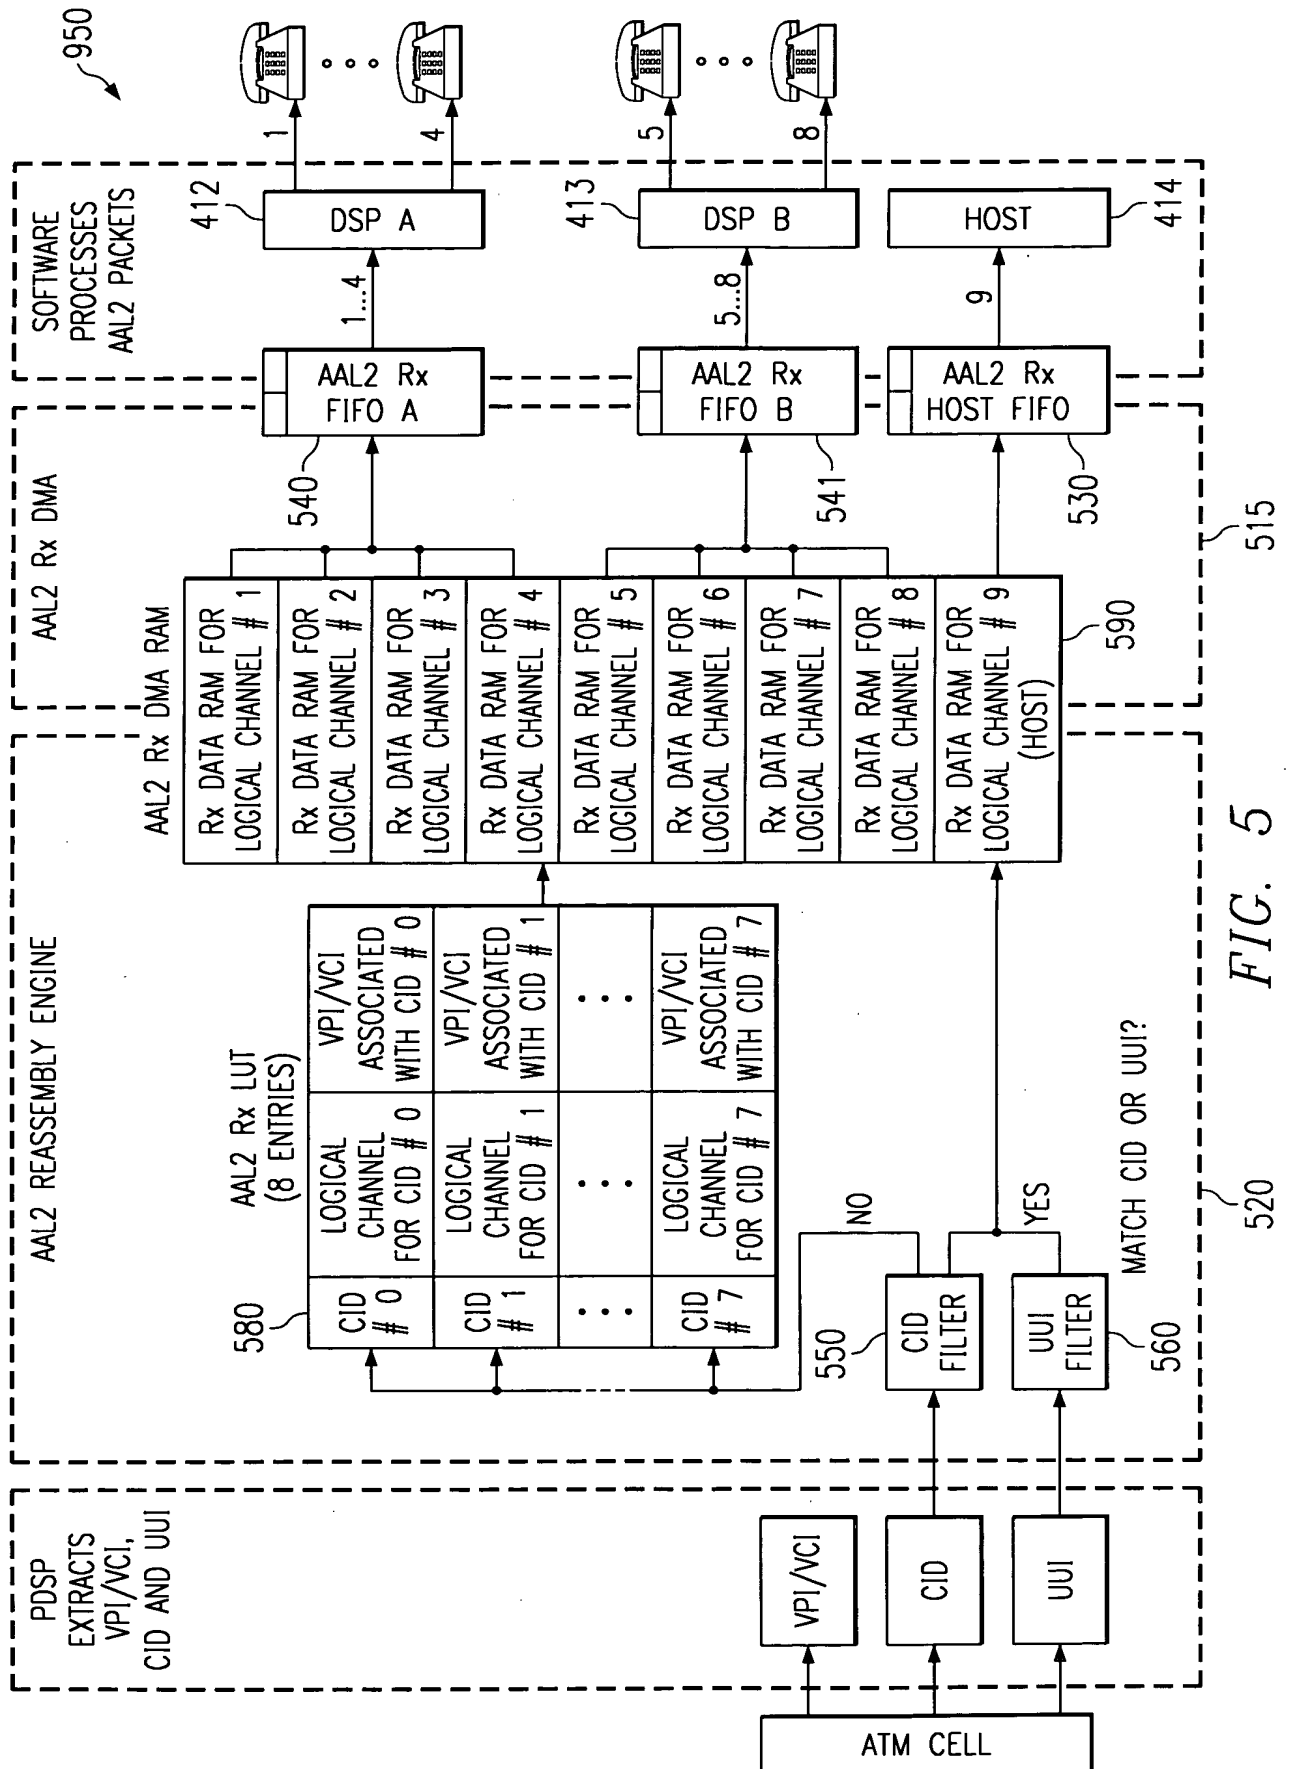 PDSP
EXTRACTS
VPI/VCI,
CID AND UUI
ATM CELL
VPI/VCI
CID
UUI
AAL2 REASSEMBLY ENGINE
AAL2 Rx LUT
(8 ENTRIES)
580
CID
# 0
LOGICAL
CHANNEL
FOR CID # 0
VPI/VCI
ASSOCIATED
WITH CID # 0
CID
# 1
LOGICAL
CHANNEL
FOR CID # 1
VPI/VCI
ASSOCIATED
WITH CID # 1
CID
# 7
LOGICAL
CHANNEL
FOR CID # 7
VPI/VCI
ASSOCIATED
WITH CID # 7
NO
550
CID
FILTER
UUI
FILTER
560
YES
MATCH CID OR UUI?
520
AAL2 Rx DMA
AAL2 Rx DMA RAM
Rx DATA RAM FOR
LOGICAL CHANNEL # 1
Rx DATA RAM FOR
LOGICAL CHANNEL # 2
Rx DATA RAM FOR
LOGICAL CHANNEL # 3
Rx DATA RAM FOR
LOGICAL CHANNEL # 4
Rx DATA RAM FOR
LOGICAL CHANNEL # 5
Rx DATA RAM FOR
LOGICAL CHANNEL # 6
Rx DATA RAM FOR
LOGICAL CHANNEL # 7
Rx DATA RAM FOR
LOGICAL CHANNEL # 8
Rx DATA RAM FOR
LOGICAL CHANNEL # 9
(HOST)
590
515
540
AAL2 Rx
FIFO A
541
AAL2 Rx
FIFO B
530
AAL2 Rx
HOST FIFO
SOFTWARE
PROCESSES
AAL2 PACKETS
1...4
5...8
9
412
DSP A
413
DSP B
HOST
414
1
4
5
8
950
FIG. 5